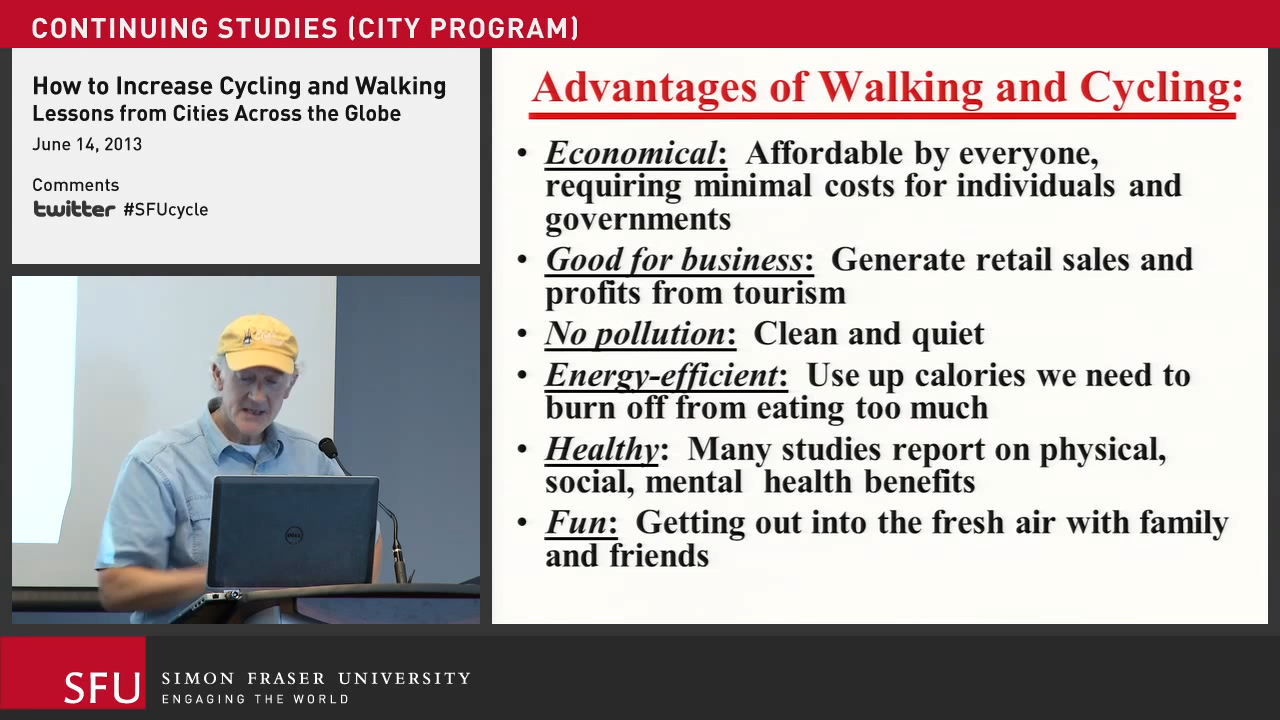 CONTINUING STUDIES (CITY PROGRAM)
How to Increase Cycling and Walking
Lessons from Cities Across the Globe
June 14, 2013
Comments
twitter #SFUcycle
Advantages of Walking and Cycling:
• Economical: Affordable by everyone,
requiring minimal costs for individuals and
governments
• Good for business: Generate retail sales and
profits from tourism
• No pollution: Clean and quiet
• Energy-efficient: Use up calories we need to
burn off from eating too much
• Healthy: Many studies report on physical,
social, mental health benefits
• Fun: Getting out into the fresh air with family
and friends
DELL
SFU SIMON FRASER UNIVERSITY
ENGAGING THE WORLD